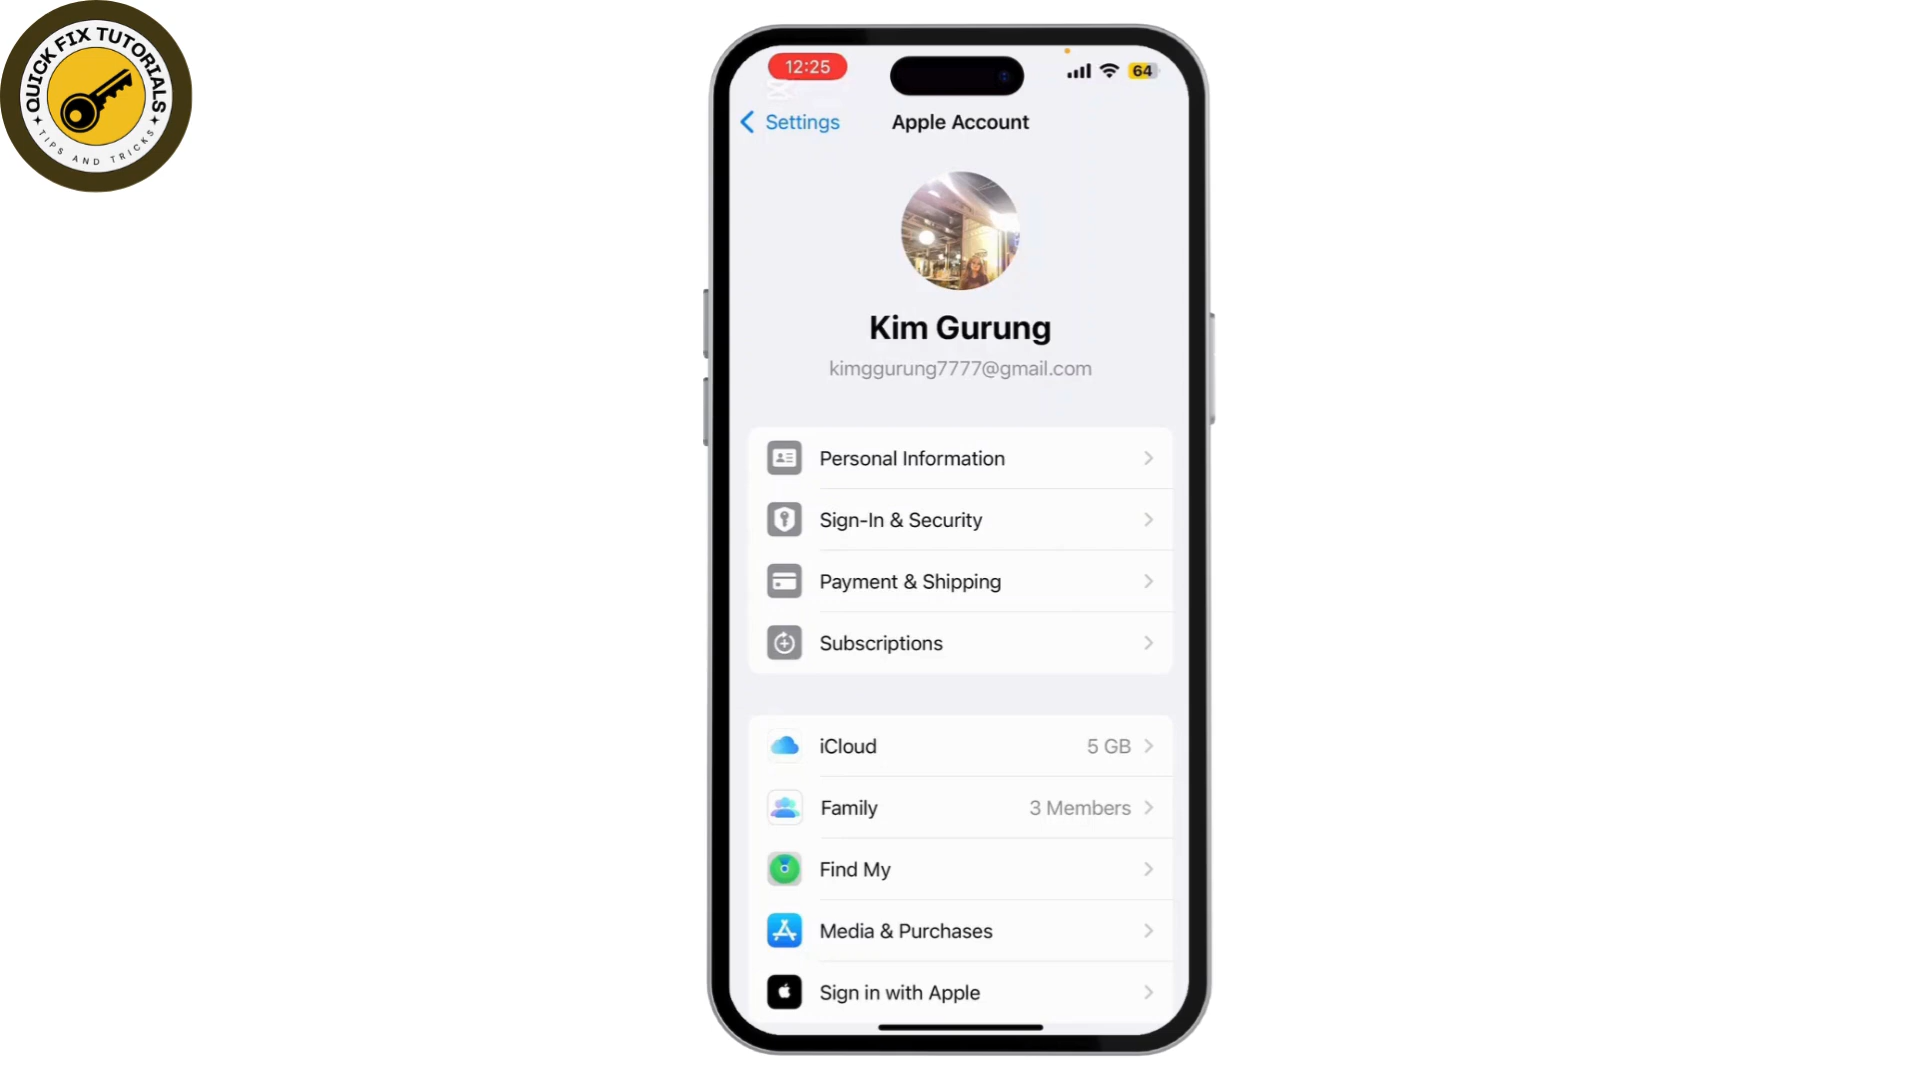 QUICK FIX TUTORIALS
TIPS AND TRICKS
12:25
64
Settings
Apple Account
Kim Gurung
kimggurung7777@gmail.com
Personal Information
Sign-In & Security
Payment & Shipping
Subscriptions
iCloud 5 GB
Family 3 Members
Find My
Media & Purchases
Sign in with Apple